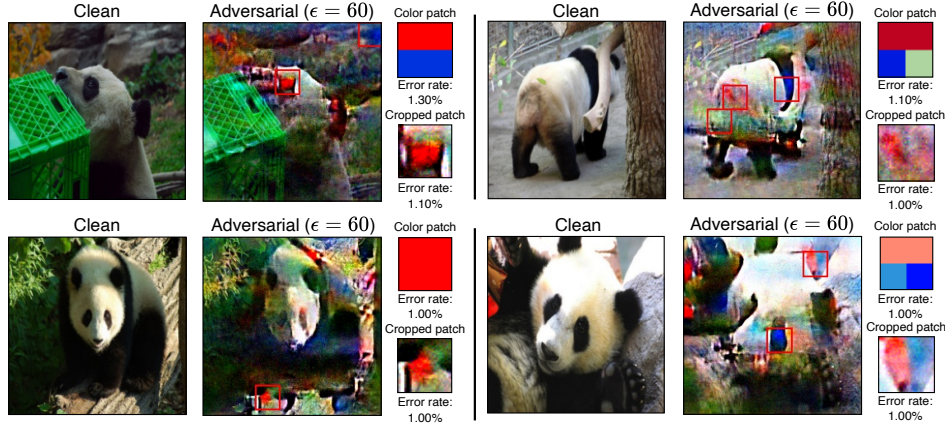 Clean
Adversarial (ϵ = 60)
Color patch
Error rate:
1.30%
Cropped patch
Error rate:
1.10%
Clean
Adversarial (ϵ = 60)
Color patch
Error rate:
1.10%
Cropped patch
Error rate:
1.00%
Clean
Adversarial (ϵ = 60)
Color patch
Error rate:
1.00%
Cropped patch
Error rate:
1.00%
Clean
Adversarial (ϵ = 60)
Color patch
Error rate:
1.00%
Cropped patch
Error rate:
1.00%